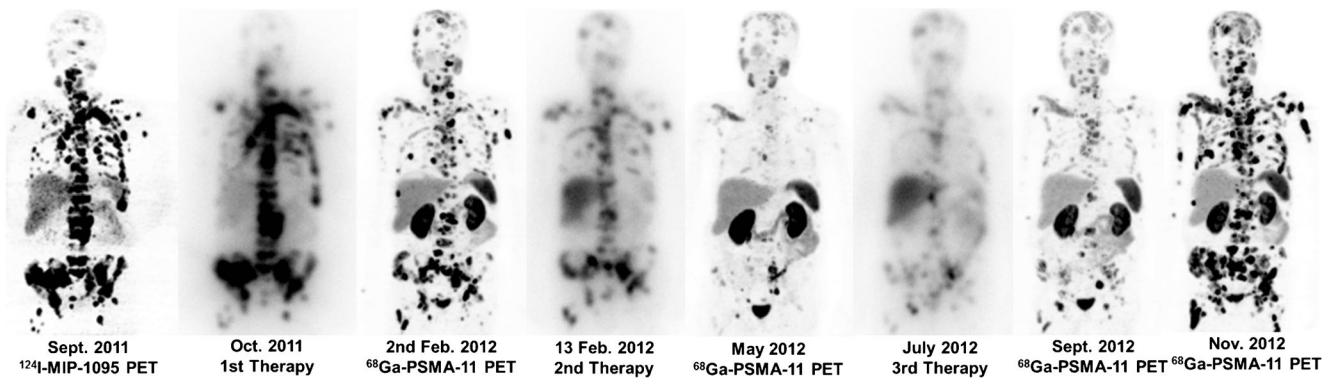 Sept. 2011
¹²⁴I-MIP-1095 PET
Oct. 2011
1st Therapy
2nd Feb. 2012
⁶⁸Ga-PSMA-11 PET
13 Feb. 2012
2nd Therapy
May 2012
⁶⁸Ga-PSMA-11 PET
July 2012
3rd Therapy
Sept. 2012
⁶⁸Ga-PSMA-11 PET
Nov. 2012
⁶⁸Ga-PSMA-11 PET